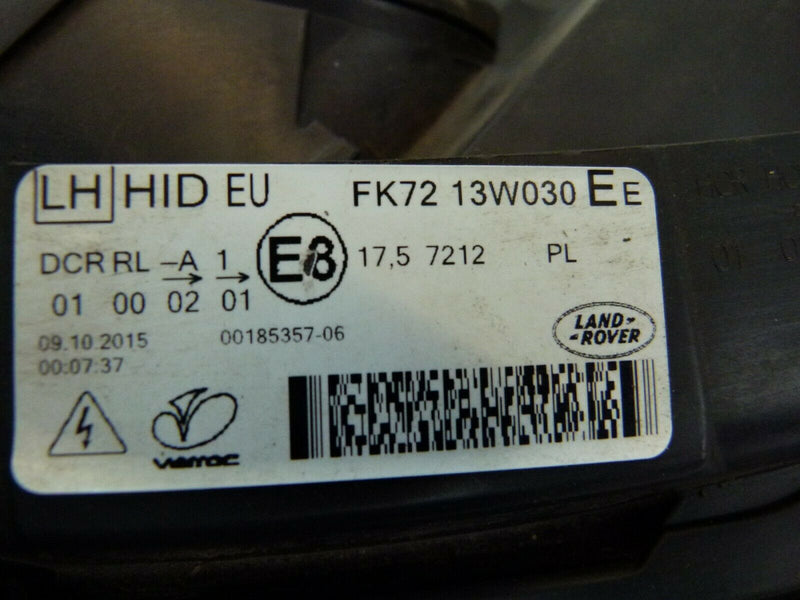 LH HID EU FK72 13W030 E E
DCR RL -A 1 E8 17,5 7212 PL
01 00 02 01
09.10.2015 00185357-06
00:07:37
LAND-
-ROVER
varroc